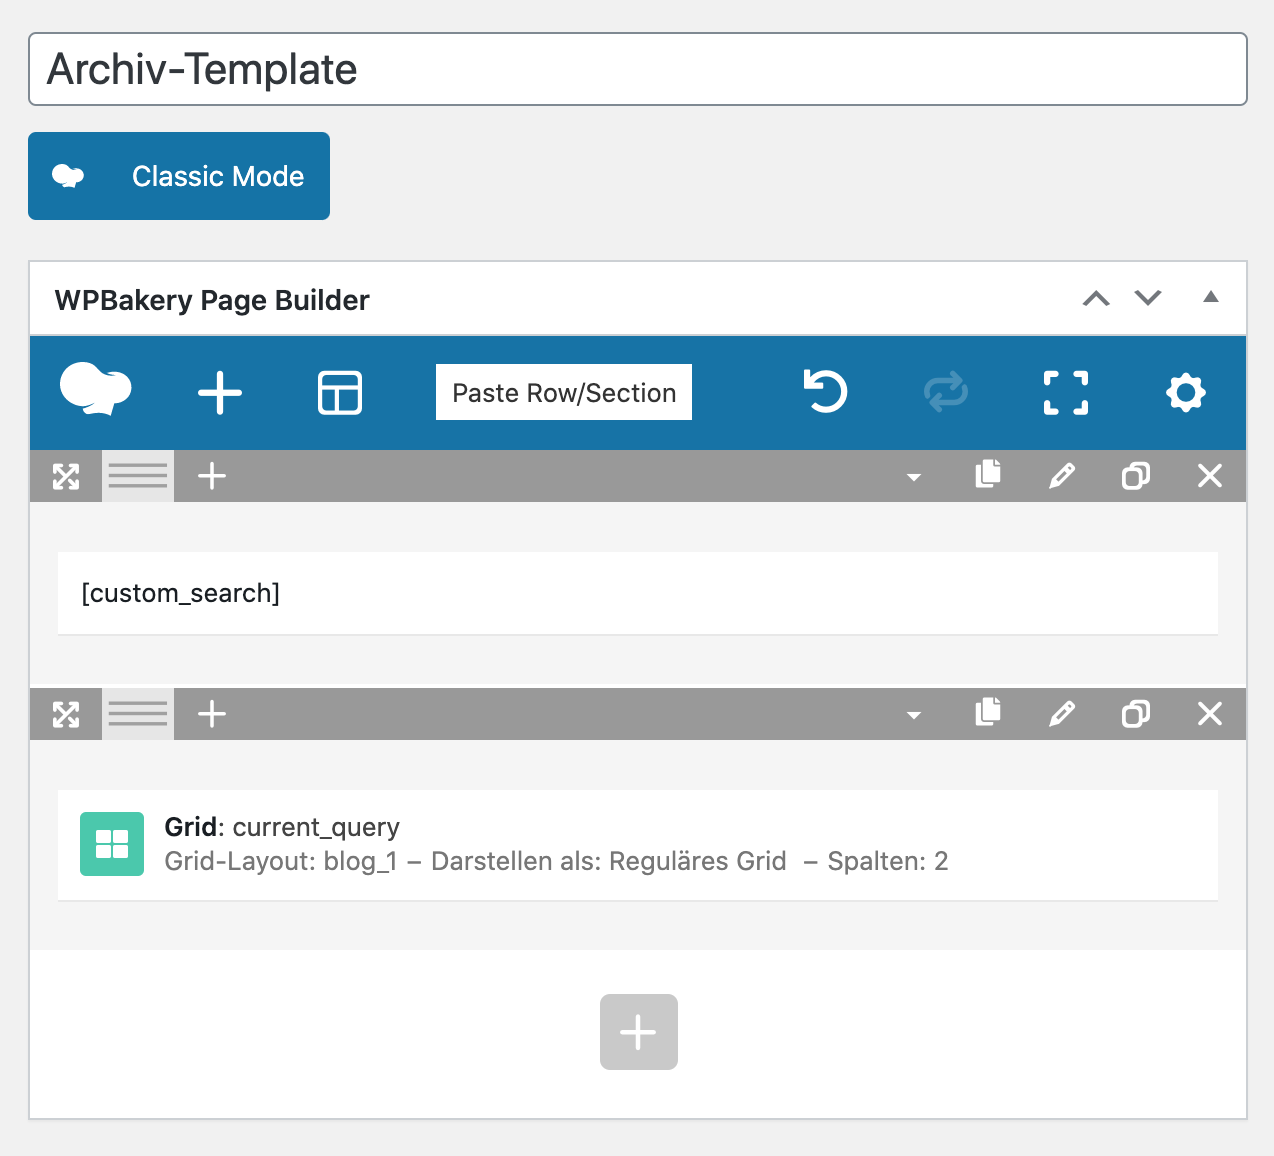 Archiv-Template
Classic Mode
WPBakery Page Builder
Paste Row/Section
[custom_search]
Grid: current_query
Grid-Layout: blog_1 – Darstellen als: Reguläres Grid – Spalten: 2